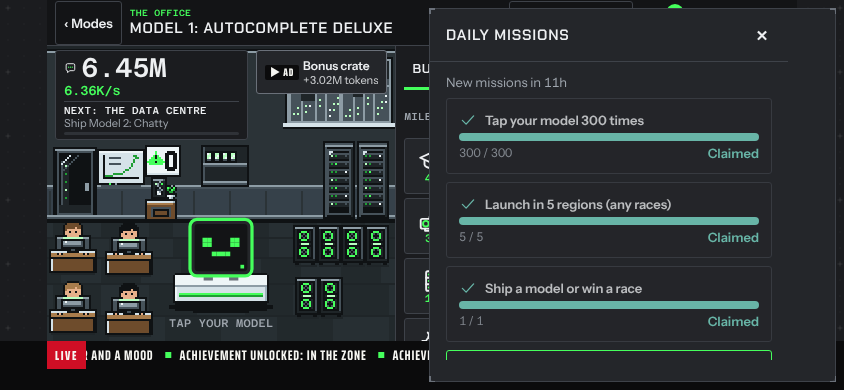 ‹ Modes
THE OFFICE
MODEL 1: AUTOCOMPLETE DELUXE
6.45M
6.36K/s
NEXT: THE DATA CENTRE
Ship Model 2: Chatty
AD
Bonus crate
+3.02M tokens
BU
MILE
0
TAP YOUR MODEL
LIVE
AND A MOOD
ACHIEVEMENT UNLOCKED: IN THE ZONE
ACHIEV
DAILY MISSIONS
×
New missions in 11h
Tap your model 300 times
300 / 300
Claimed
Launch in 5 regions (any races)
5 / 5
Claimed
Ship a model or win a race
1 / 1
Claimed